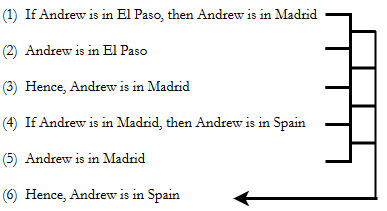 (1) If Andrew is in El Paso, then Andrew is in Madrid
(2) Andrew is in El Paso
(3) Hence, Andrew is in Madrid
(4) If Andrew is in Madrid, then Andrew is in Spain
(5) Andrew is in Madrid
(6) Hence, Andrew is in Spain